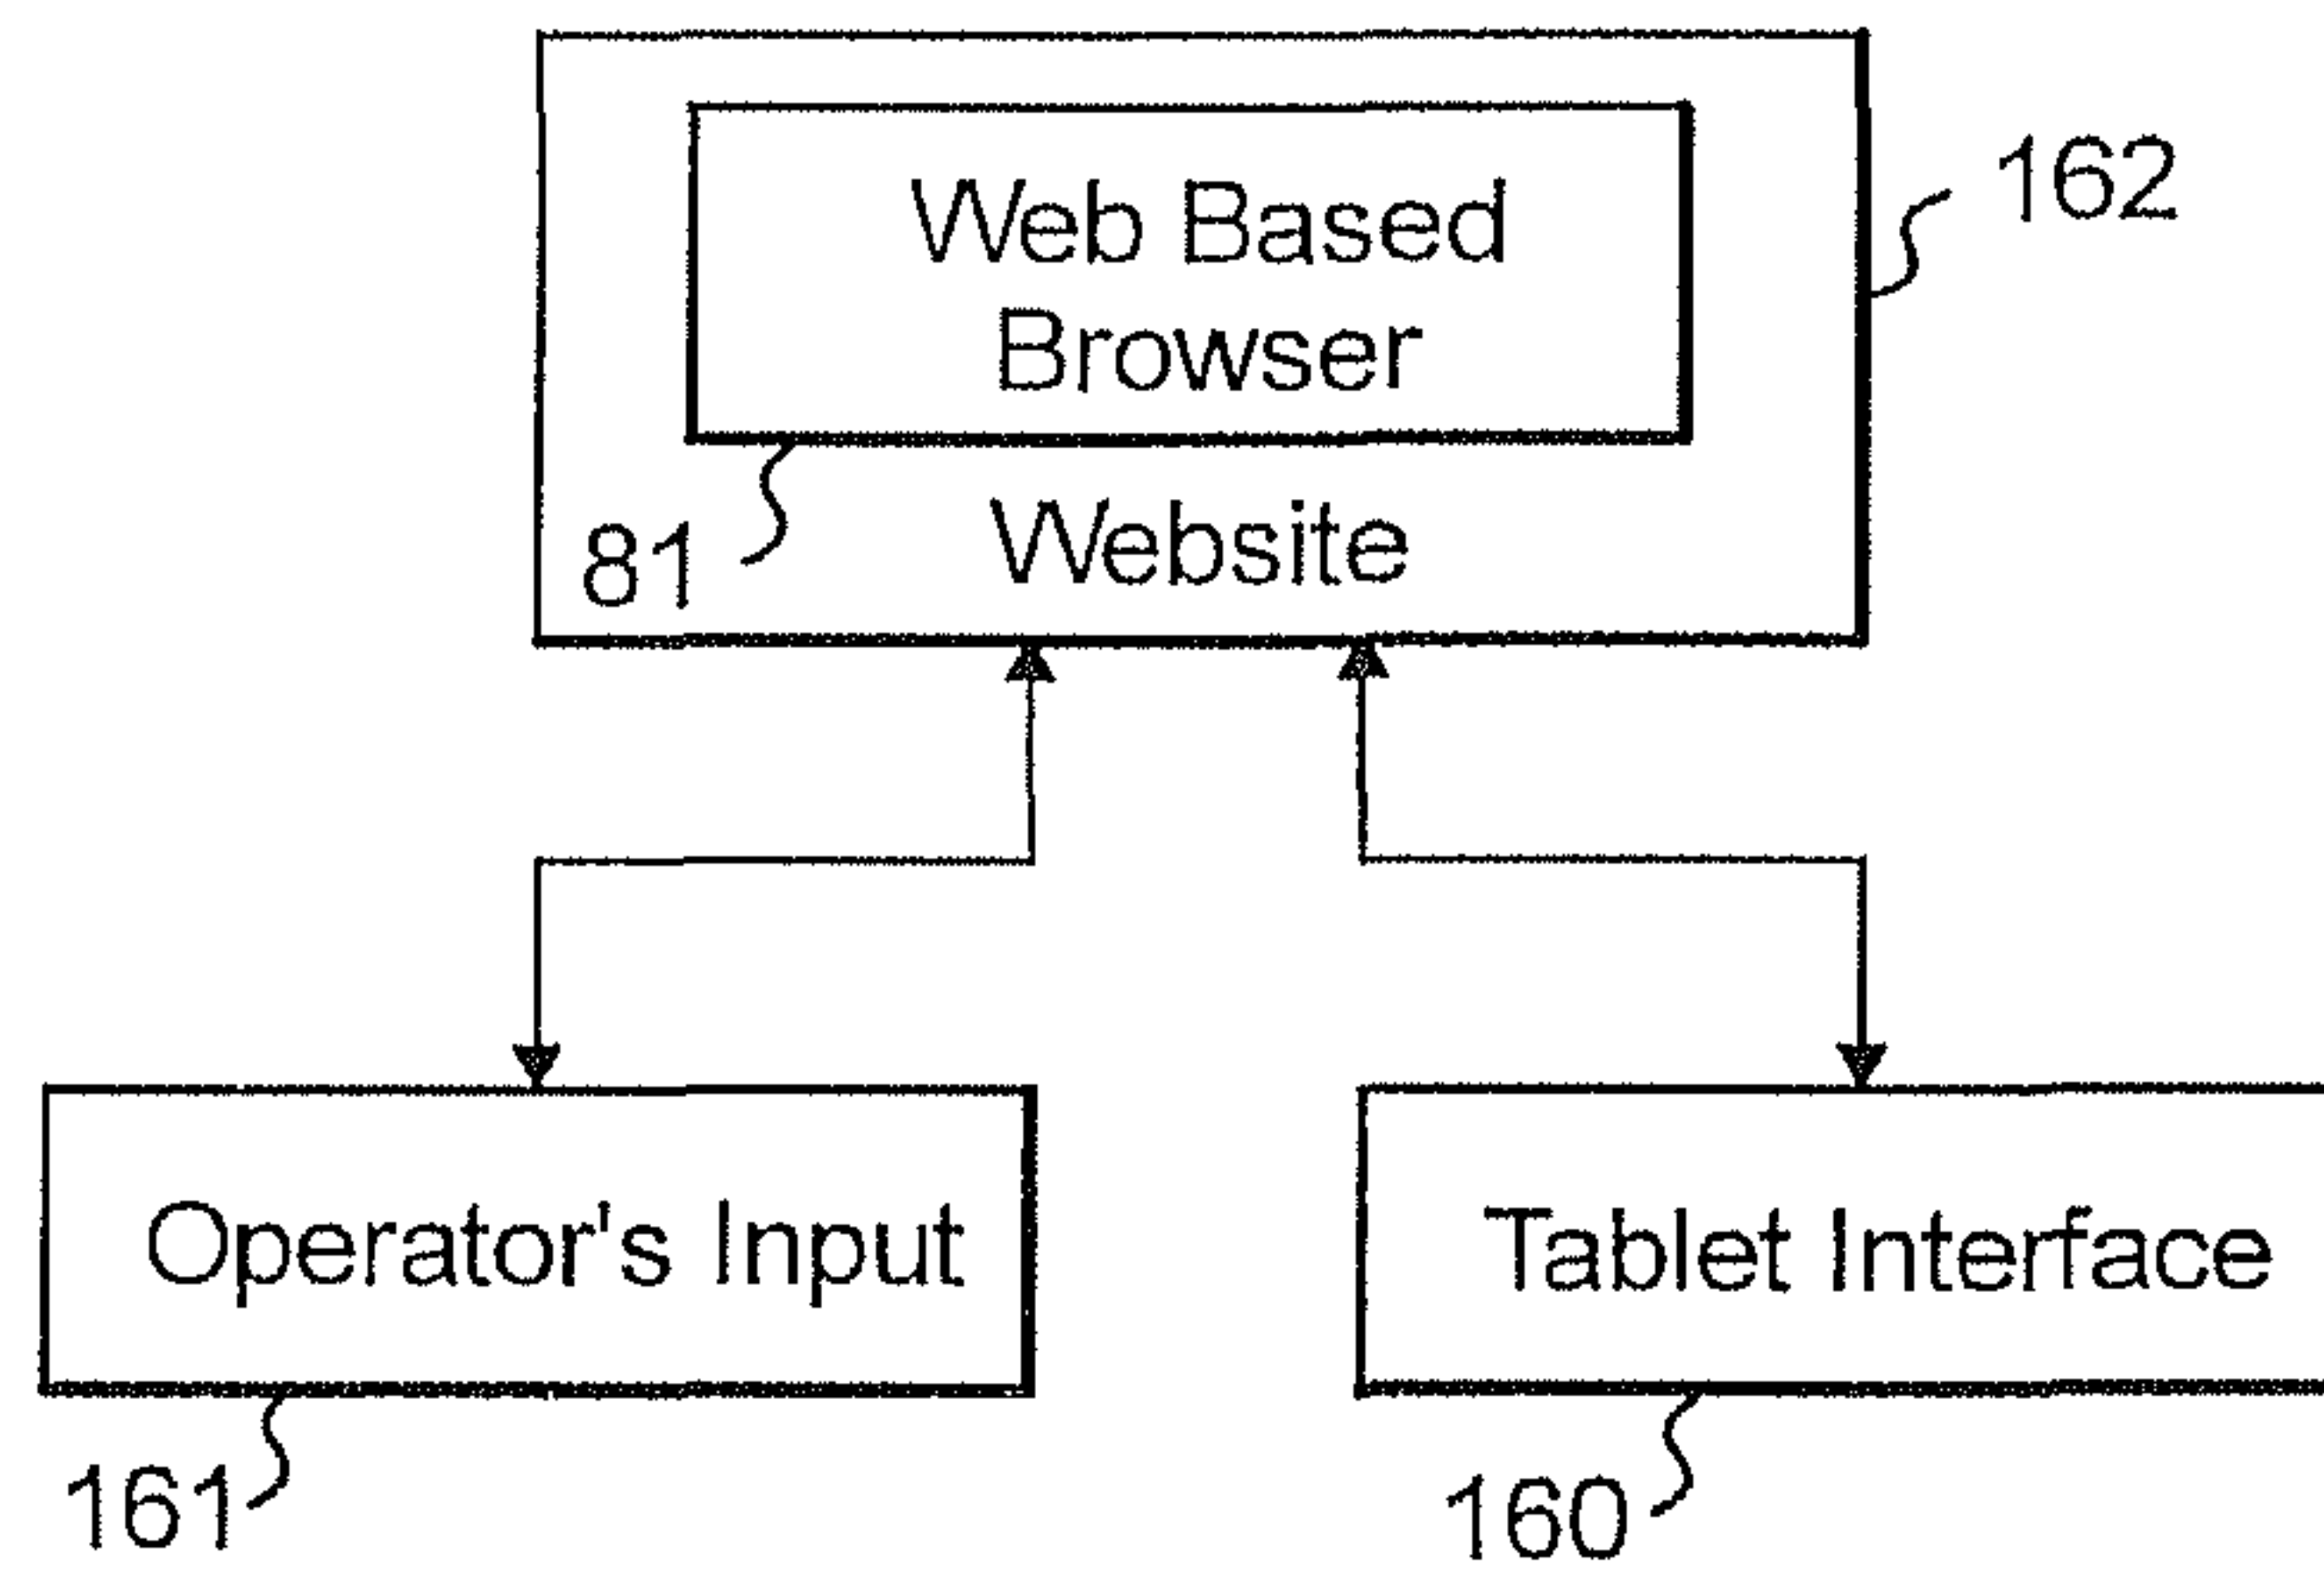 Web Based
Browser
162
81
Website
Operator's Input
Tablet Interface
161
160